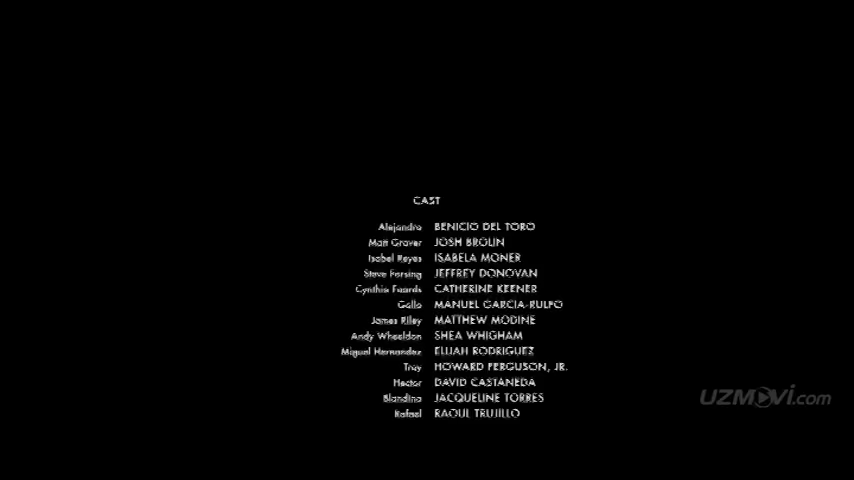 CAST
Alejandro BENICIO DEL TORO
Matt Graver JOSH BROLIN
Isabel Reyes ISABELA MONER
Steve Forsing JEFFREY DONOVAN
Cynthia Foards CATHERINE KEENER
Gallo MANUEL GARCIA-RULFO
James Riley MATTHEW MODINE
Andy Wheeldon SHEA WHIGHAM
Miguel Hernandez ELIJAH RODRIGUEZ
Troy HOWARD FERGUSON, JR.
Hector DAVID CASTANEDA
Blandina JACQUELINE TORRES
Rafael RAOUL TRUJILLO
UZMOVi.com